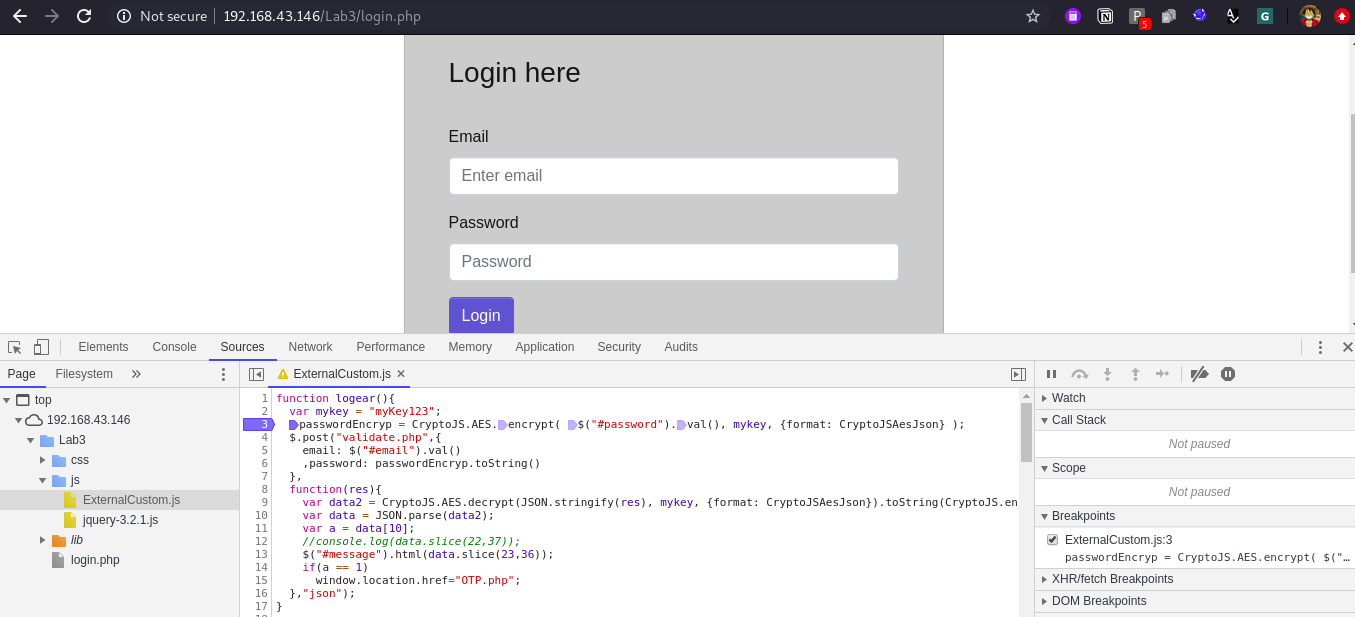 Not secure | 192.168.43.146/Lab3/login.php
5
G
Login here
Email
Enter email
Password
Password
Login
Elements Console Sources Network Performance Memory Application Security Audits
Page Filesystem »
top
192.168.43.146
Lab3
css
js
ExternalCustom.js
jquery-3.2.1.js
lib
login.php
ExternalCustom.js ×
1 function logear(){
2 var mykey = "myKey123";
3 passwordEncryp = CryptoJS.AES.encrypt( $("#password").val(), mykey, {format: CryptoJSAesJson} );
4 $.post("validate.php",{
5 email: $("#email").val()
6 ,password: passwordEncryp.toString()
7 },
8 function(res){
9 var data2 = CryptoJS.AES.decrypt(JSON.stringify(res), mykey, {format: CryptoJSAesJson}).toString(CryptoJS.en
10 var data = JSON.parse(data2);
11 var a = data[10];
12 //console.log(data.slice(22,37));
13 $("#message").html(data.slice(23,36));
14 if(a == 1)
15 window.location.href="OTP.php";
16 },"json");
17 }
Watch
Call Stack
Not paused
Scope
Not paused
Breakpoints
ExternalCustom.js:3
passwordEncryp = CryptoJS.AES.encrypt( $("…
XHR/fetch Breakpoints
DOM Breakpoints